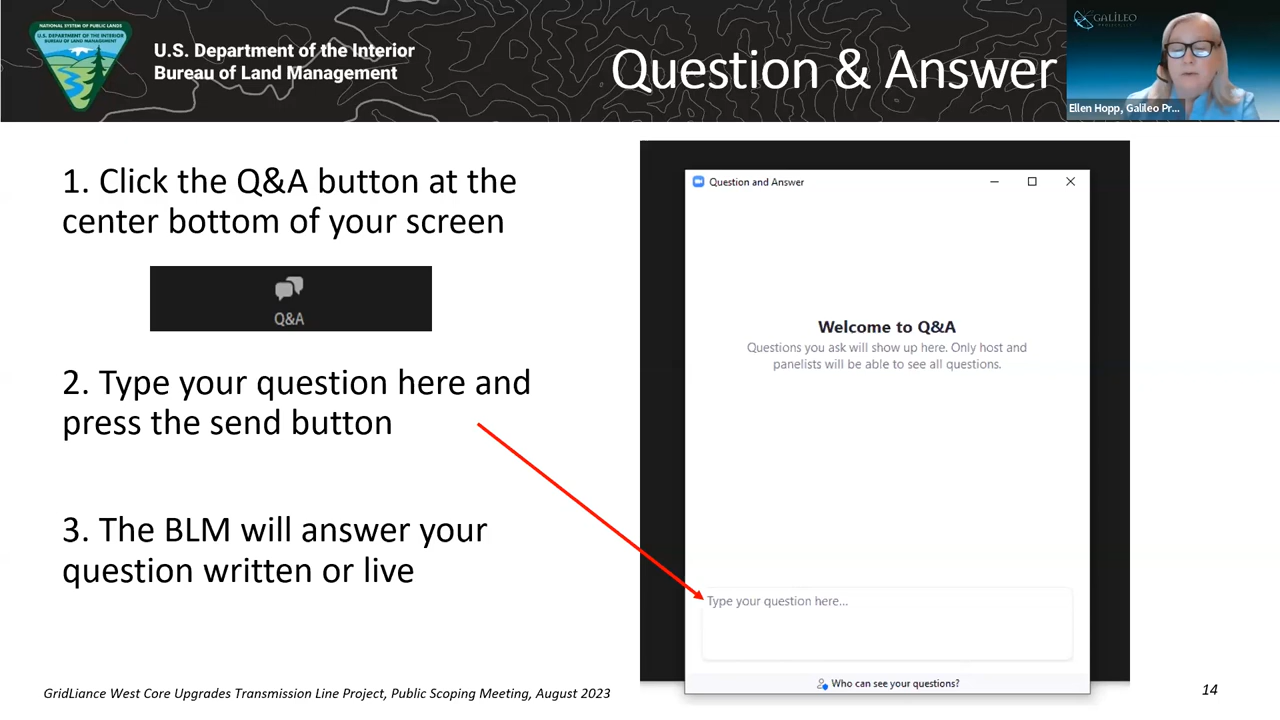 NATIONAL SYSTEM OF PUBLIC LANDS
U.S. DEPARTMENT OF THE INTERIOR
BUREAU OF LAND MANAGEMENT
U.S. Department of the Interior
Bureau of Land Management
Question & Answer
GALILEO
Ellen Hopp, Galileo Pr...
1. Click the Q&A button at the
center bottom of your screen
Q&A
2. Type your question here and
press the send button
3. The BLM will answer your
question written or live
Question and Answer
Welcome to Q&A
Questions you ask will show up here. Only host and
panelists will be able to see all questions.
Type your question here...
Who can see your questions?
GridLiance West Core Upgrades Transmission Line Project, Public Scoping Meeting, August 2023
14